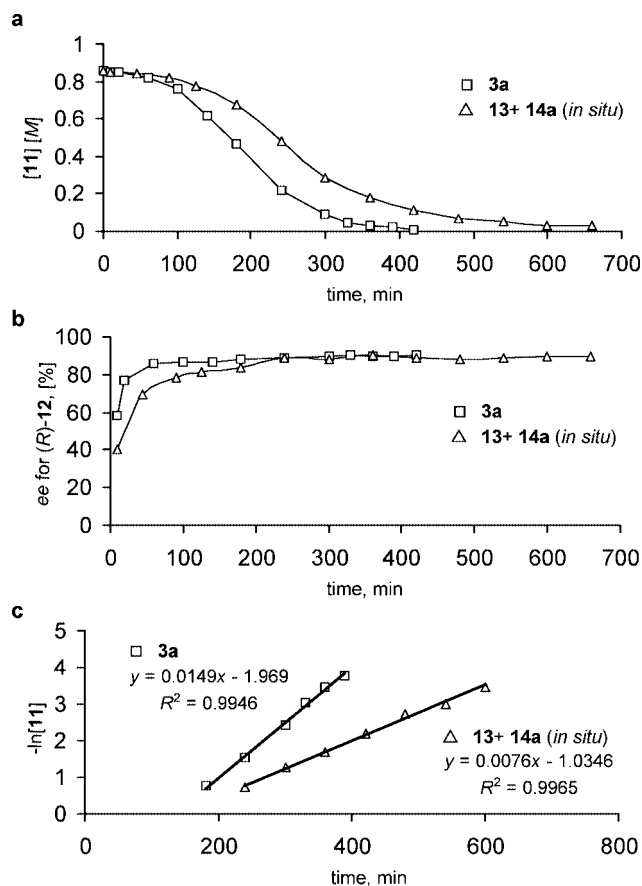 a
1
0.8
0.6
0.4
0.2
0
[11] [M]
3a
13+ 14a (in situ)
0 100 200 300 400 500 600 700
time, min
b
100
80
60
40
20
0
ee for (R)-12, [%]
3a
13+ 14a (in situ)
0 100 200 300 400 500 600 700
time, min
c
5
4
3
2
1
0
-ln[11]
3a
y = 0.0149x - 1.969
R² = 0.9946
13+ 14a (in situ)
y = 0.0076x - 1.0346
R² = 0.9965
0 200 400 600 800
time, min